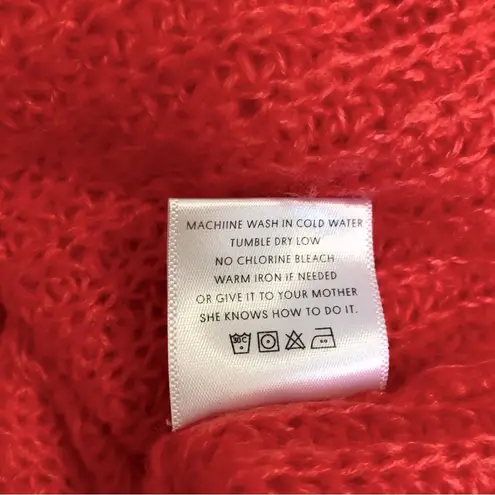 MACHIINE WASH IN COLD WATER
TUMBLE DRY LOW
NO CHLORINE BLEACH
WARM IRON IF NEEDED
OR GIVE IT TO YOUR MOTHER
SHE KNOWS HOW TO DO IT.
30C